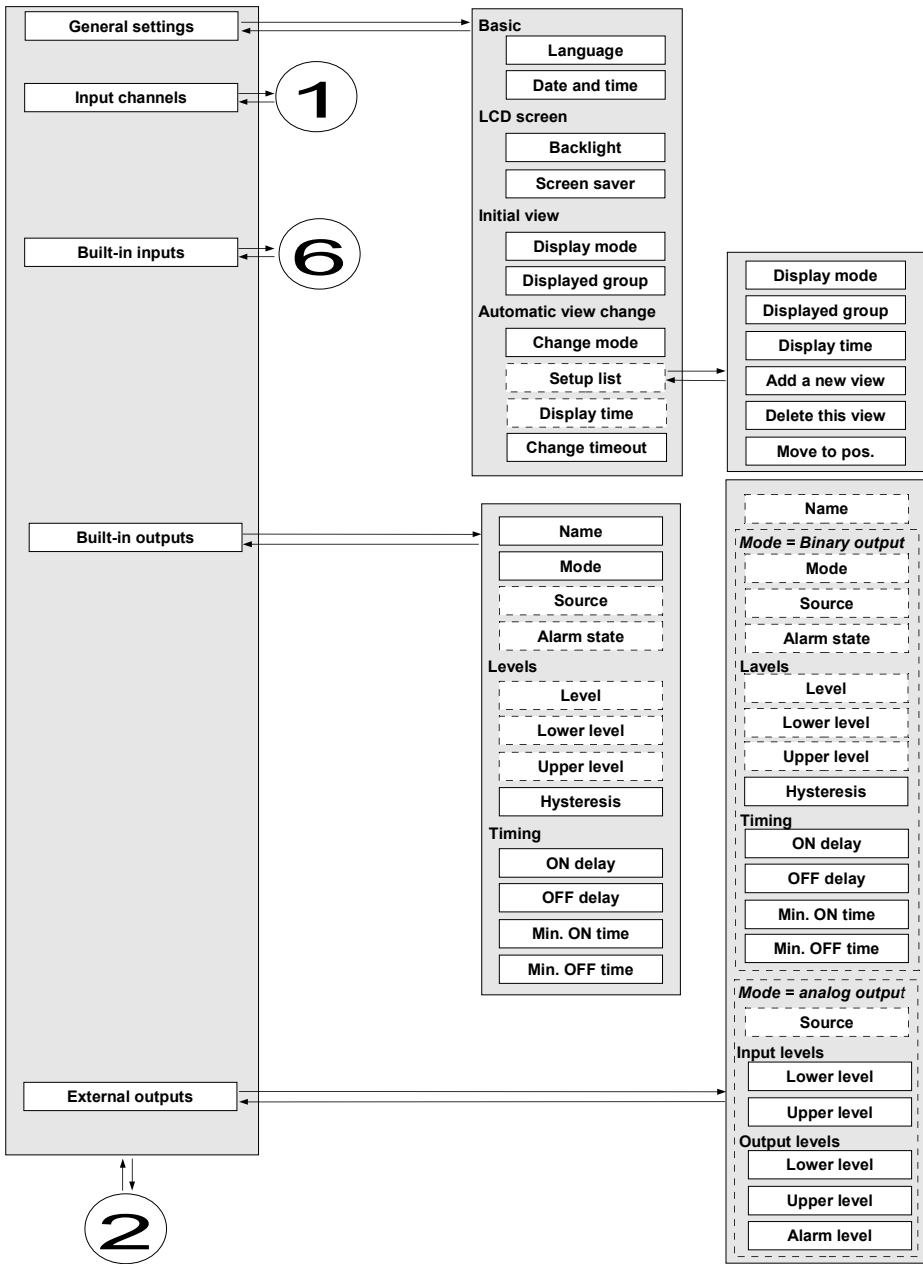 General settings
Input channels
1
Built-in inputs
6
Built-in outputs
External outputs
2
Basic
Language
Date and time
LCD screen
Backlight
Screen saver
Initial view
Display mode
Displayed group
Automatic view change
Change mode
Setup list
Display time
Change timeout
Display mode
Displayed group
Display time
Add a new view
Delete this view
Move to pos.
Name
Mode
Source
Alarm state
Levels
Level
Lower level
Upper level
Hysteresis
Timing
ON delay
OFF delay
Min. ON time
Min. OFF time
Name
Mode = Binary output
Mode
Source
Alarm state
Lavels
Level
Lower level
Upper level
Hysteresis
Timing
ON delay
OFF delay
Min. ON time
Min. OFF time
Mode = analog output
Source
Input levels
Lower level
Upper level
Output levels
Lower level
Upper level
Alarm level